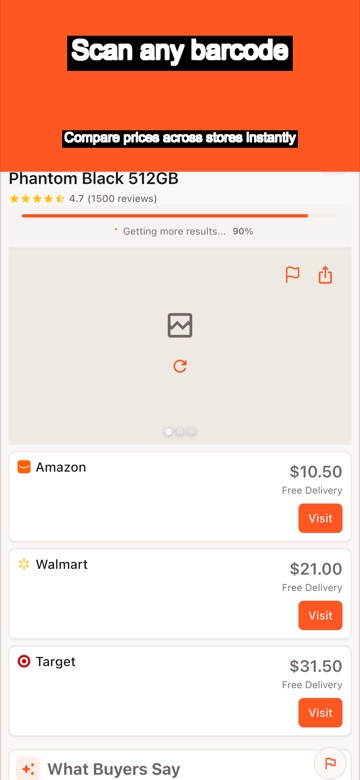 Scan any barcode
Compare prices across stores instantly
Phantom Black 512GB
4.7 (1500 reviews)
Getting more results... 90%
Amazon
$10.50
Free Delivery
Visit
Walmart
$21.00
Free Delivery
Visit
Target
$31.50
Free Delivery
Visit
What Buyers Say